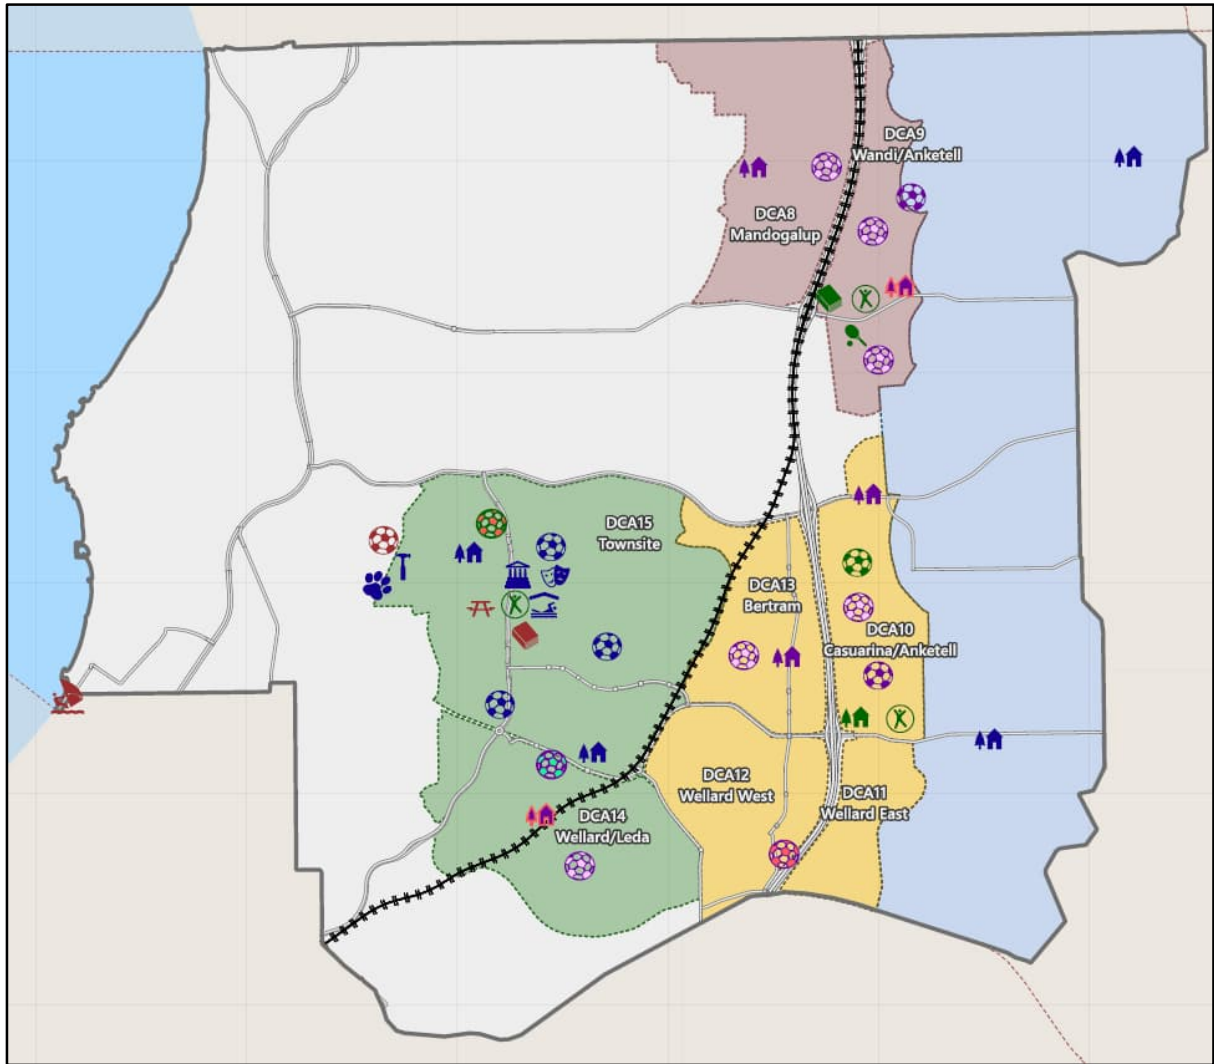 DCA9
Wandi/Anketell
DCA8
Mandogalup
DCA15
Townsite
DCA13
Bertram
DCA10
Casuarina/Anketell
DCA12
Wellard West
DCA11
Wellard East
DCA14
Wellard/Leda